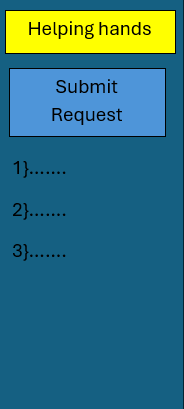 Helping hands
Submit
Request
1}.......
2}.......
3}.......